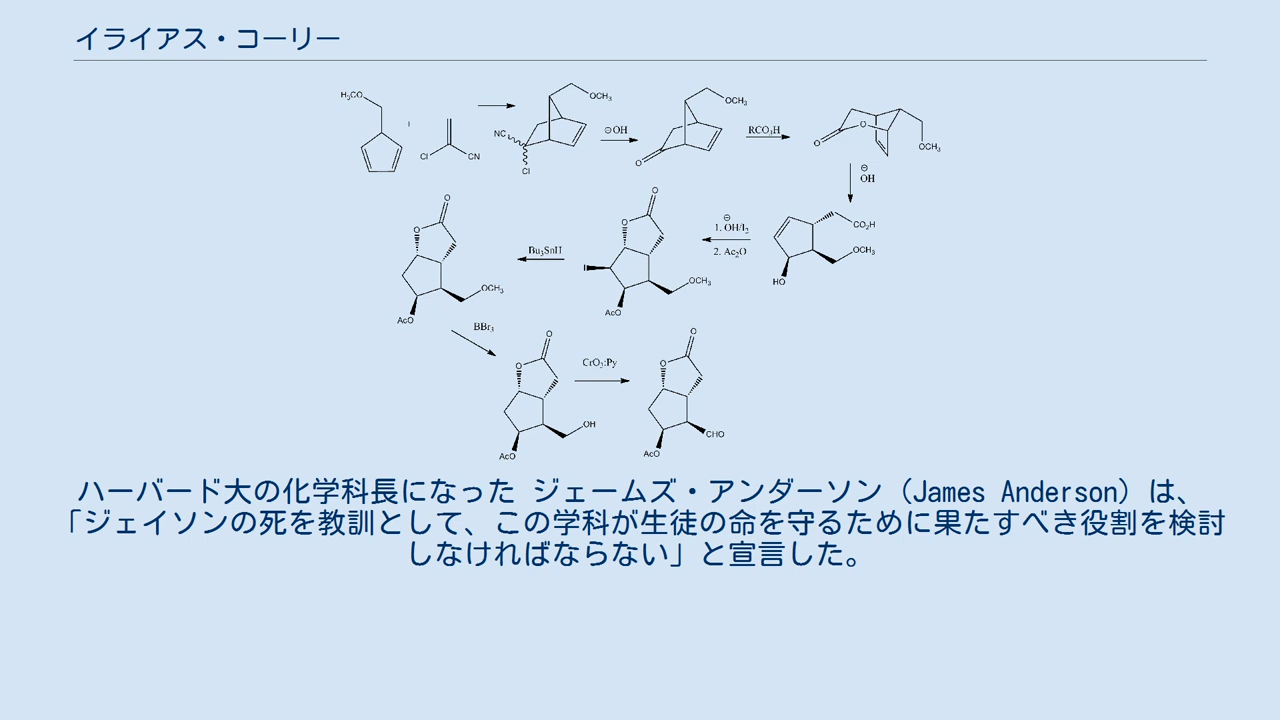 イライアス・コーリー
H₃CO
OCH₃
OCH₃
NC
Cl
CN
Cl
⊖OH
O
RCO₃H
O
O
OCH₃
⊖
OH
O
O
O
O
Bu₃SnH
I
OCH₃
AcO
⊖
1. OH/I₂
2. Ac₂O
CO₂H
OCH₃
HO
OCH₃
AcO
BBr₃
O
O
OH
AcO
CrO₃:Py
O
O
CHO
AcO
ハーバード大の化学科長になった ジェームズ・アンダーソン（James Anderson）は、
「ジェイソンの死を教訓として、この学科が生徒の命を守るために果たすべき役割を検討
しなければならない」と宣言した。